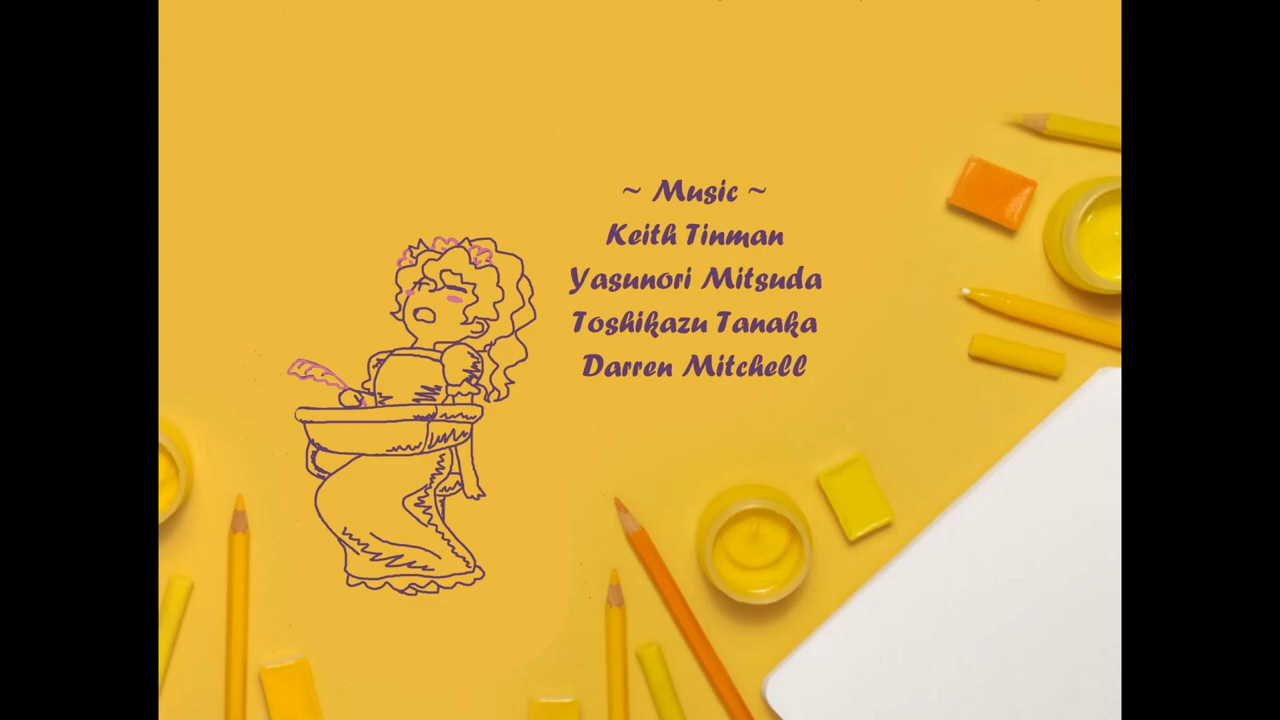 ~ Music ~
Keith Tinman
Yasunori Mitsuda
Toshikazu Tanaka
Darren Mitchell